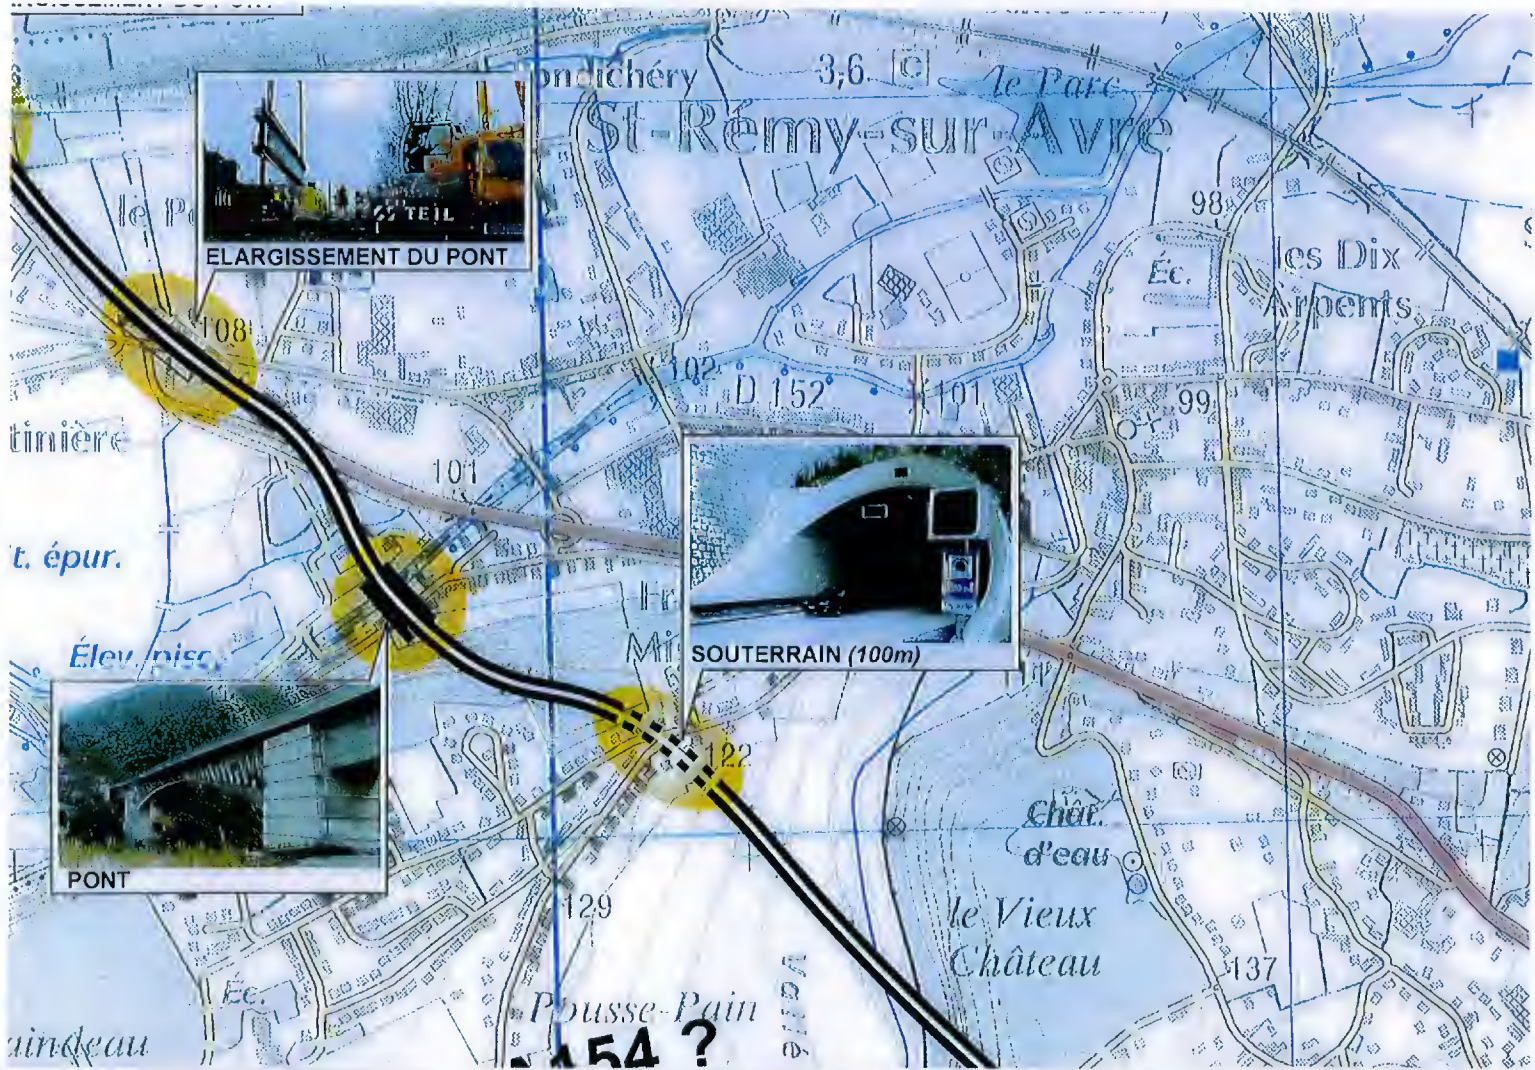 ELARGISSEMENT DU PONT
TEIL
3,6
C
le Parc
St-Rémy-sur-Avre
98
Éc.
les Dix
Arpents
108
102
D 152
101
99
tinière
101
t. épur.
Élev. pisc.
SOUTERRAIN (100m)
122
PONT
Chât.
d'eau
129
le Vieux
Château
137
Éc.
Pousse-Pain
154 ?
aindeau